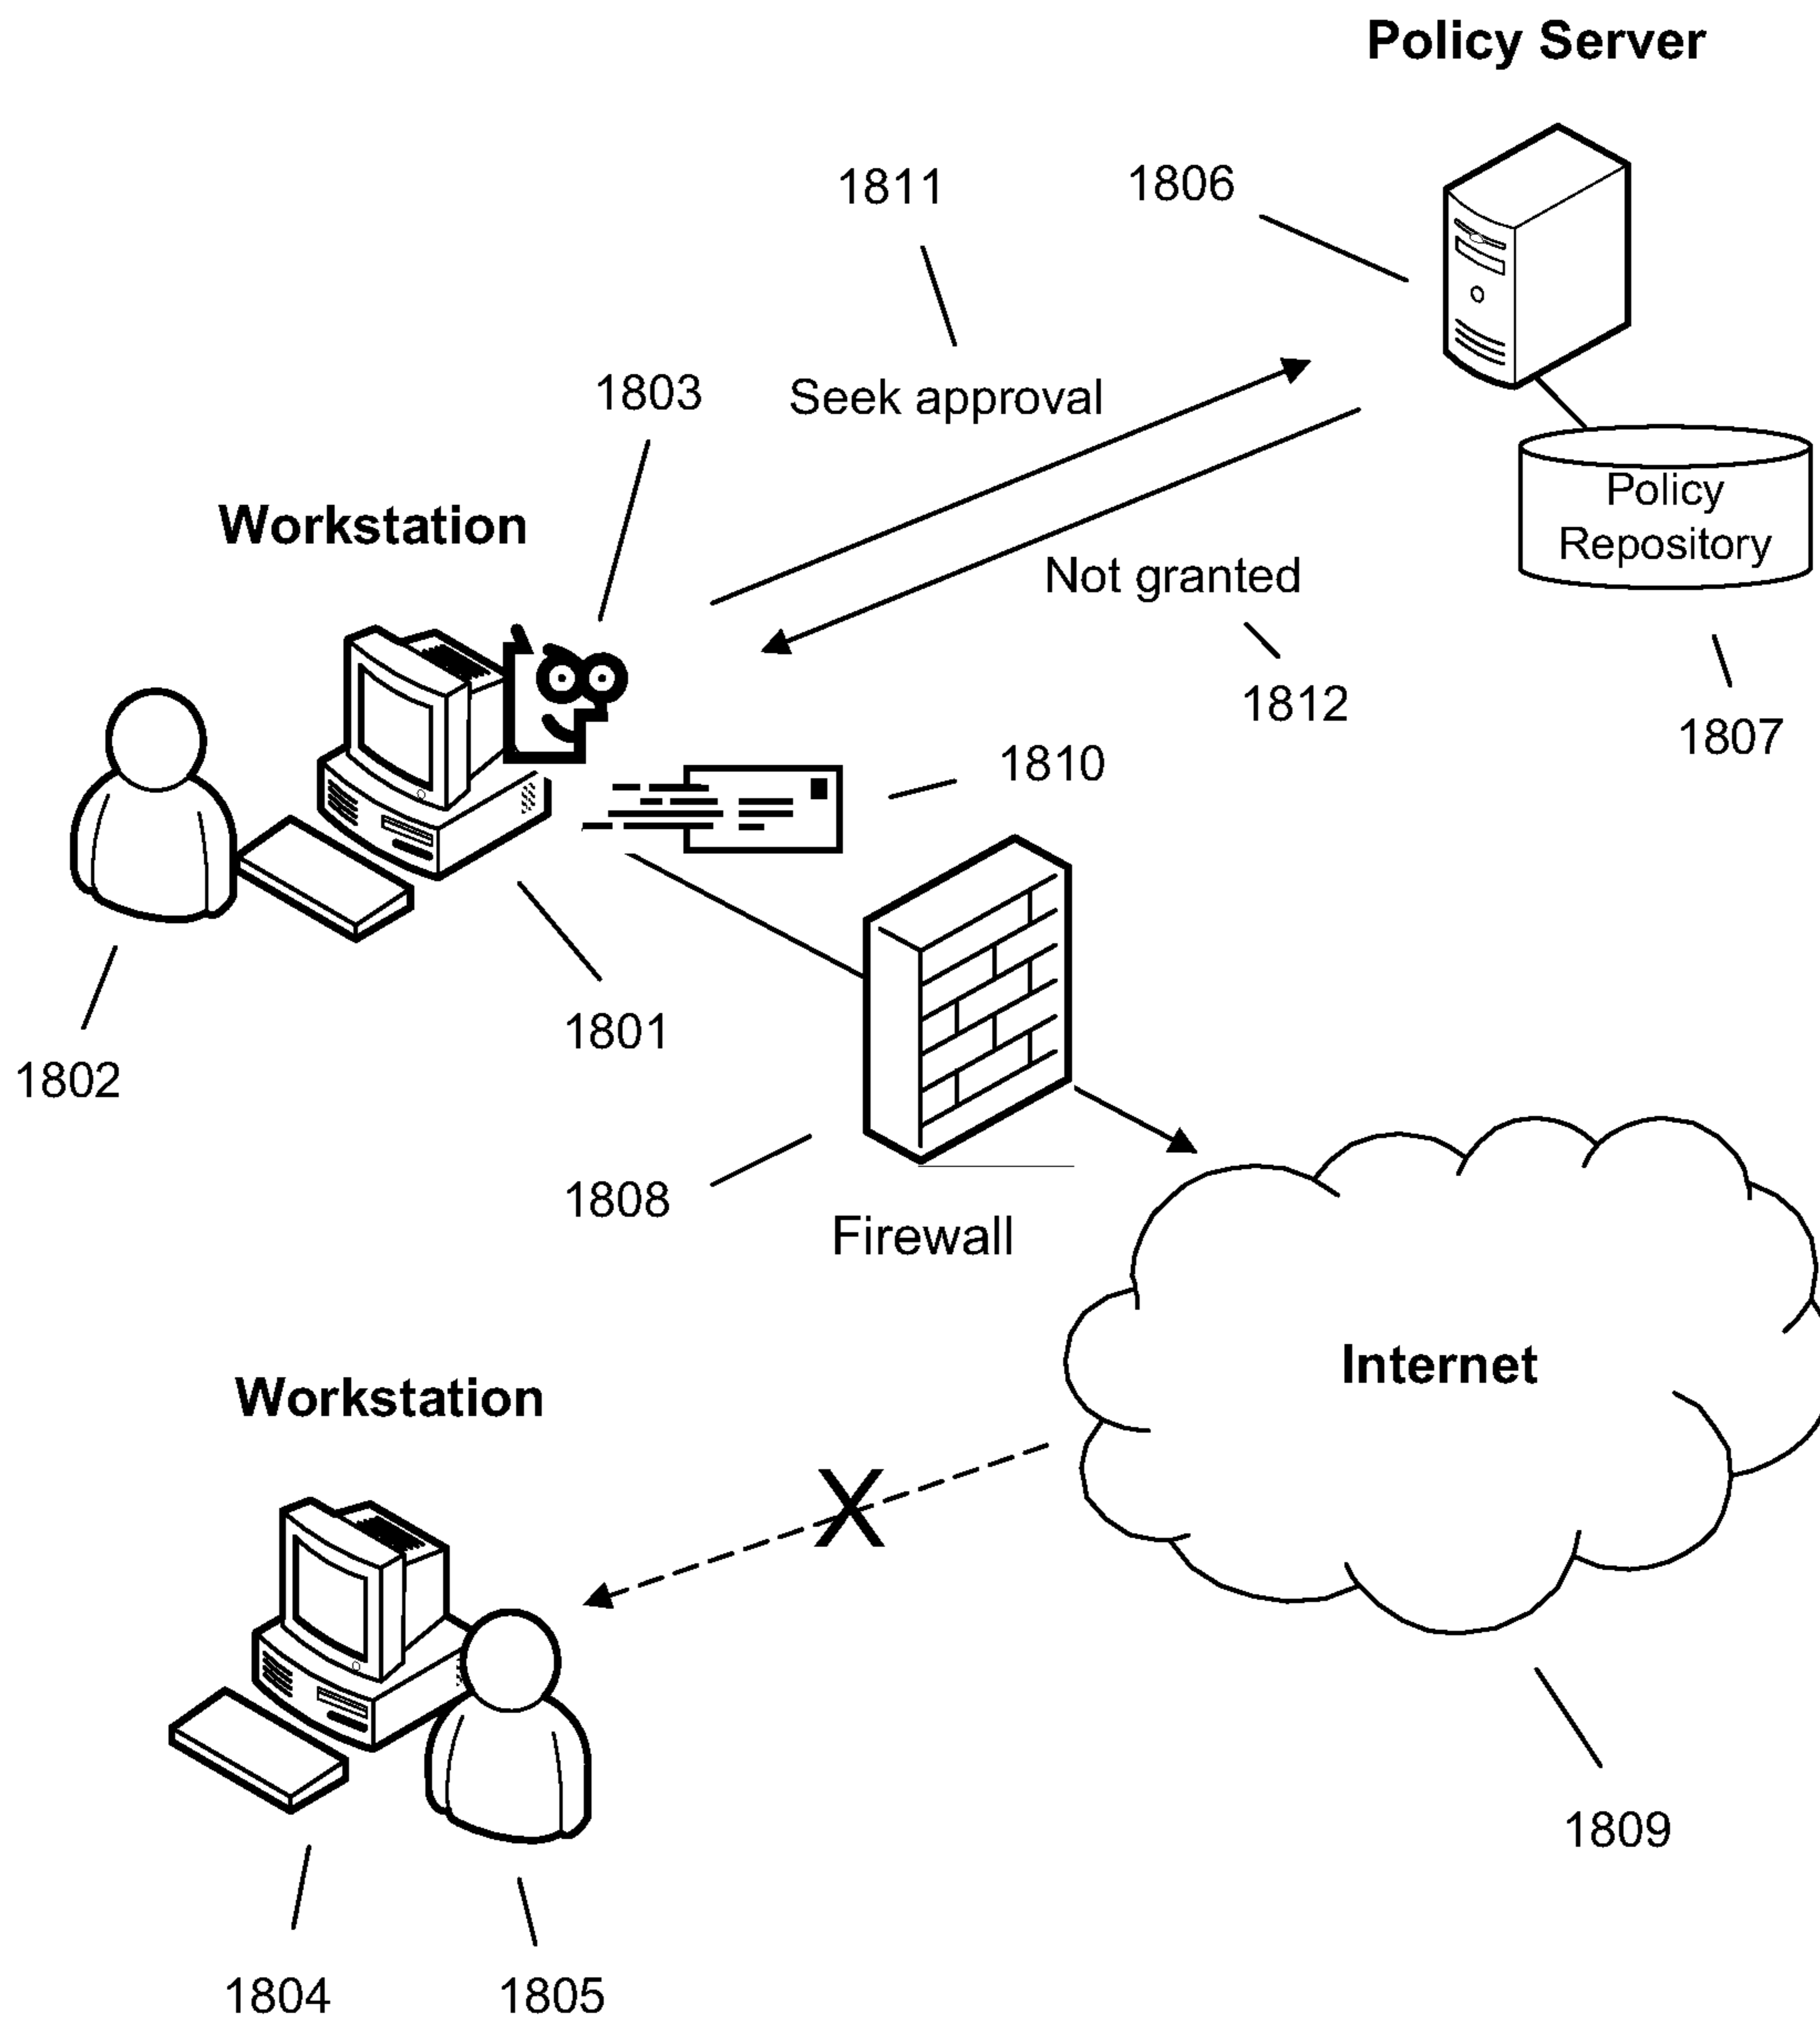 Policy Server
1811
1806
1803
Seek approval
Policy
Repository
Workstation
Not granted
1812
1807
1810
1801
1802
1808
Firewall
Internet
Workstation
X
1809
1804
1805